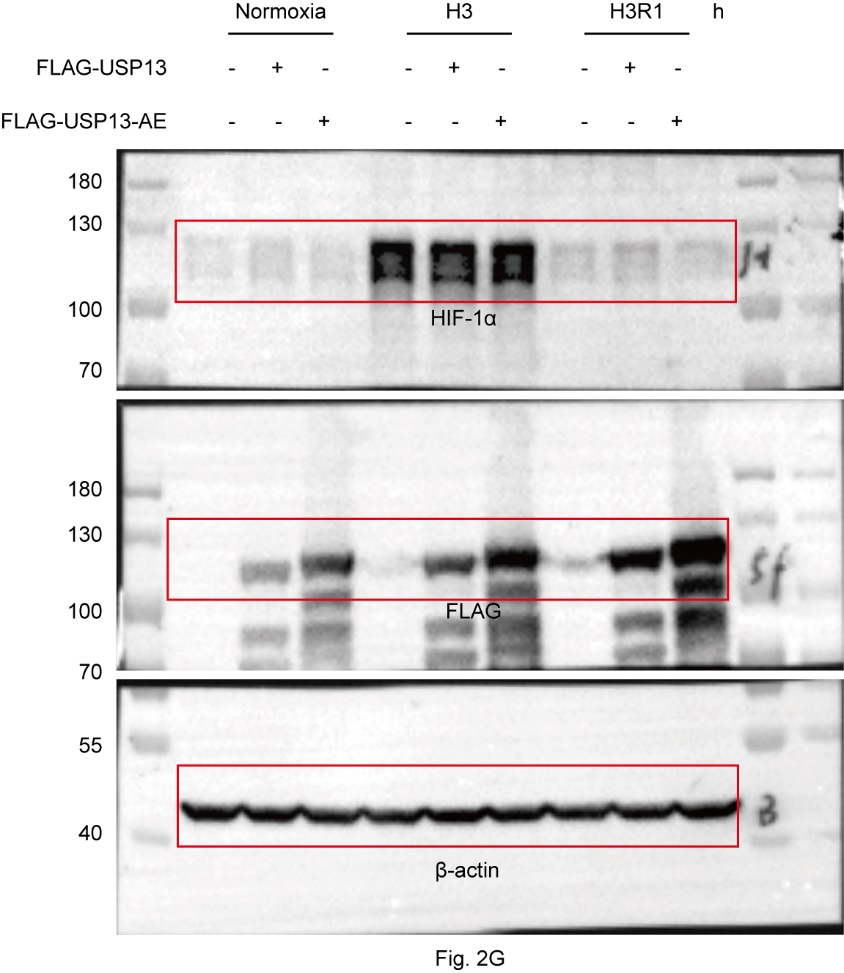 Normoxia H3 H3R1 h
FLAG-USP13 - + - - + - - + -
FLAG-USP13-AE - - + - - + - - +
180
130
100
HIF-1α
70
180
130
100
FLAG
70
55
40
β-actin
Fig. 2G